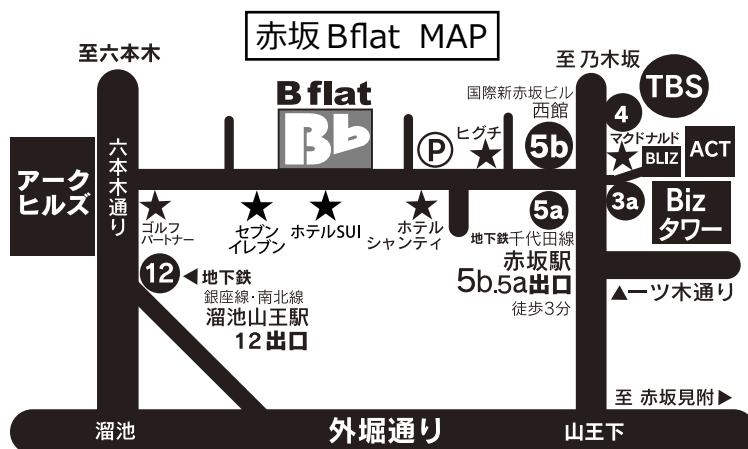 赤坂 Bflat MAP
至六本木
至 乃木坂
TBS
B flat
Bb
国際新赤坂ビル
西館
4
マクドナルド
BLIZ
ACT
ヒグチ
P
5b
六本木通り
アーク
ヒルズ
5a
3a
Biz
タワー
ゴルフ
パートナー
セブン
イレブン
ホテルSUI
ホテル
シャンティ
地下鉄千代田線
赤坂駅
5b.5a出口
徒歩3分
12
◀地下鉄
銀座線・南北線
溜池山王駅
12出口
▲一ツ木通り
至 赤坂見附▶
溜池
外堀通り
山王下